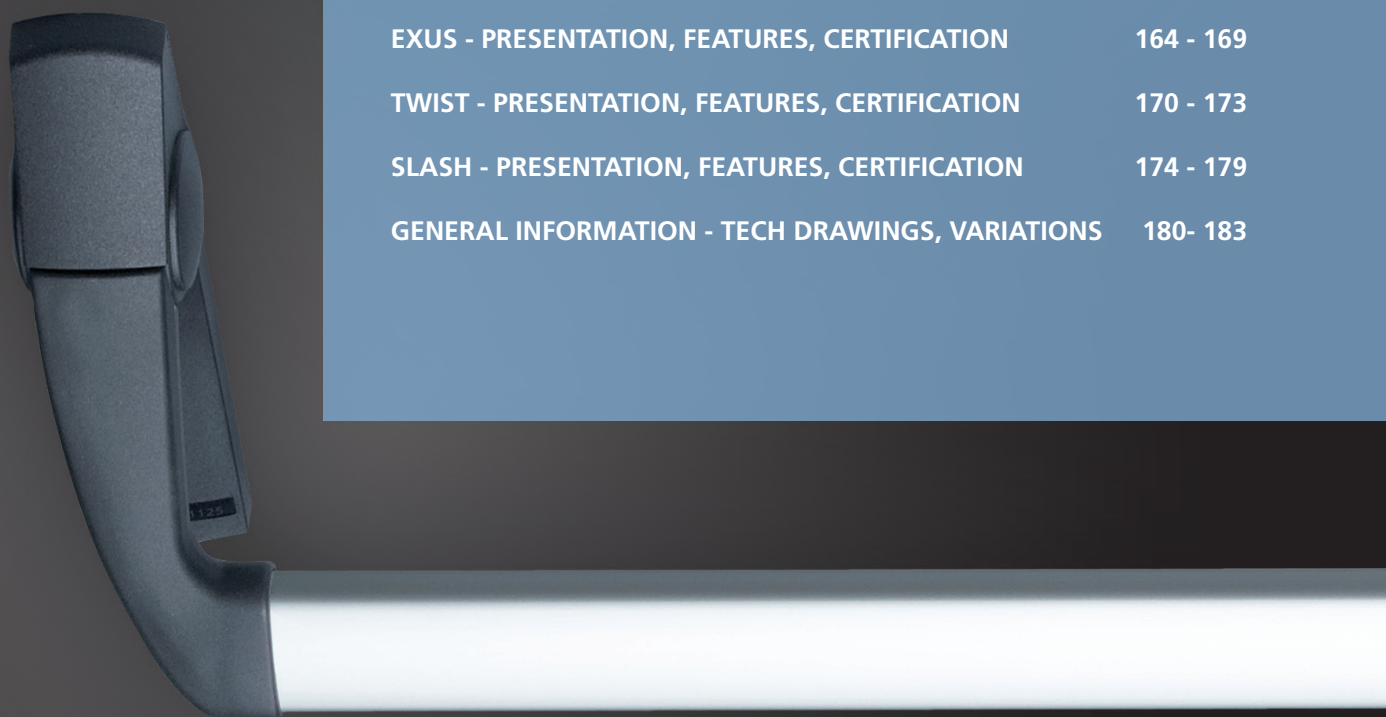 EXUS - PRESENTATION, FEATURES, CERTIFICATION 164 - 169
TWIST - PRESENTATION, FEATURES, CERTIFICATION 170 - 173
SLASH - PRESENTATION, FEATURES, CERTIFICATION 174 - 179
GENERAL INFORMATION - TECH DRAWINGS, VARIATIONS 180- 183
1125